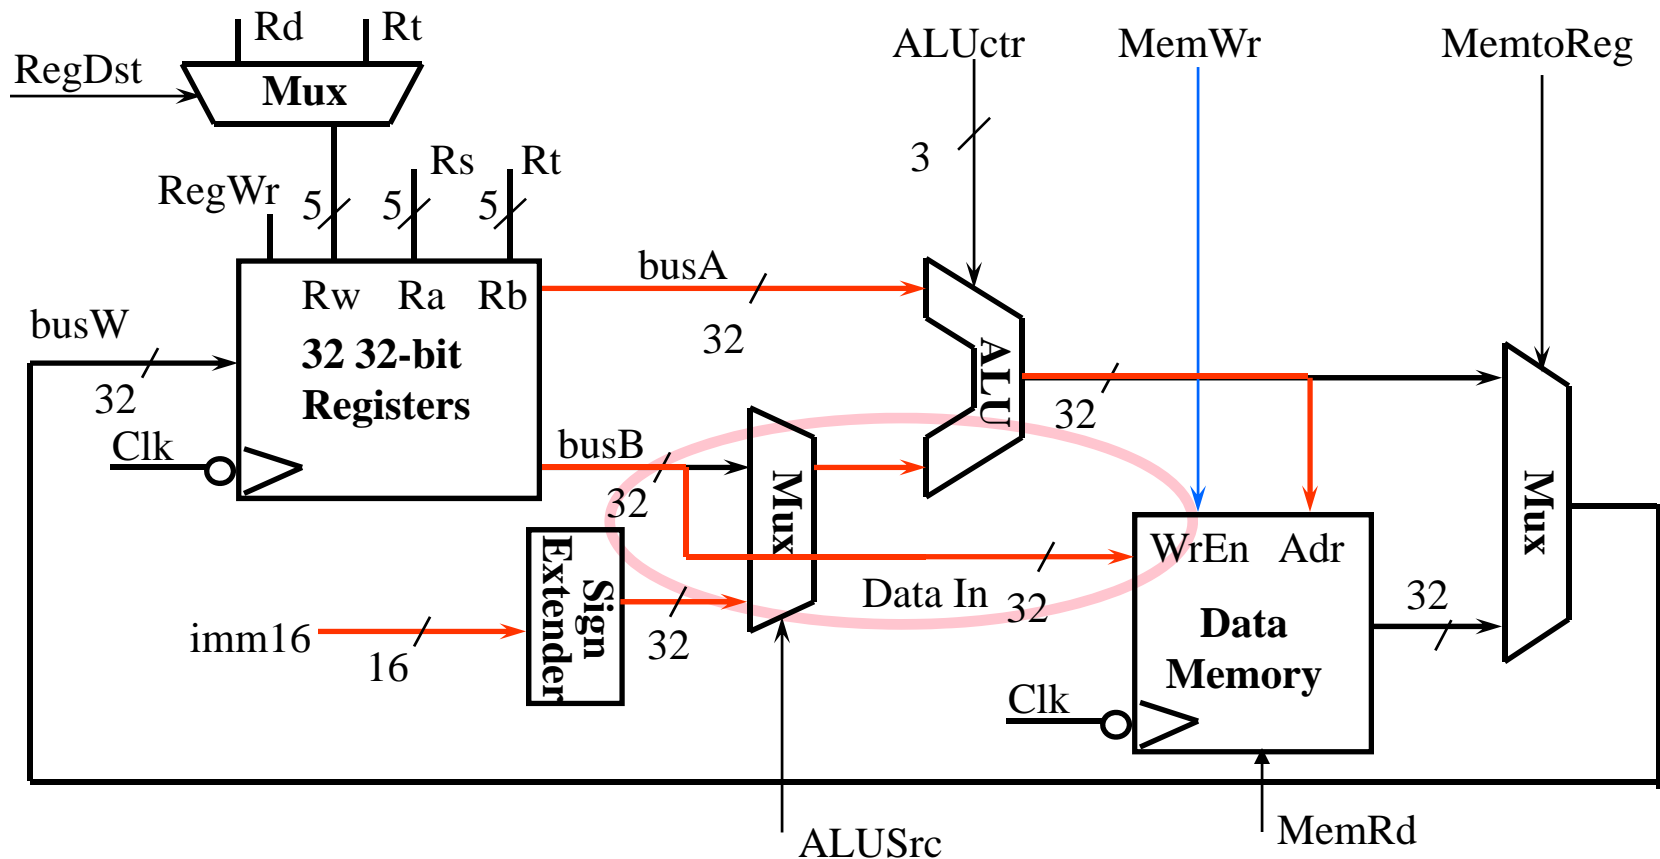 Rd
Rt
RegDst
Mux
ALUctr
MemWr
MemtoReg
3
Rs
Rt
RegWr
5
5
5
busA
32
Rw
Ra
Rb
busW
32
32 32-bit
Registers
Clk
ALU
32
busB
32
Mux
Mux
WrEn
Adr
Data In
32
Sign
Extender
imm16
16
32
Data
Memory
32
Clk
ALUSrc
MemRd